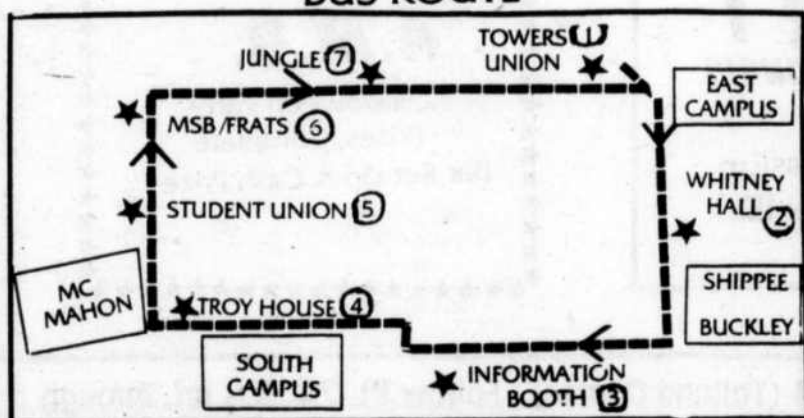 BUS ROUTE
JUNGLE 7
TOWERS 1
UNION
EAST
CAMPUS
MSB/FRATS 6
WHITNEY
HALL 2
STUDENT UNION 5
MC
MAHON
TROY HOUSE 4
SHIPPEE
BUCKLEY
SOUTH
CAMPUS
INFORMATION
BOOTH 3